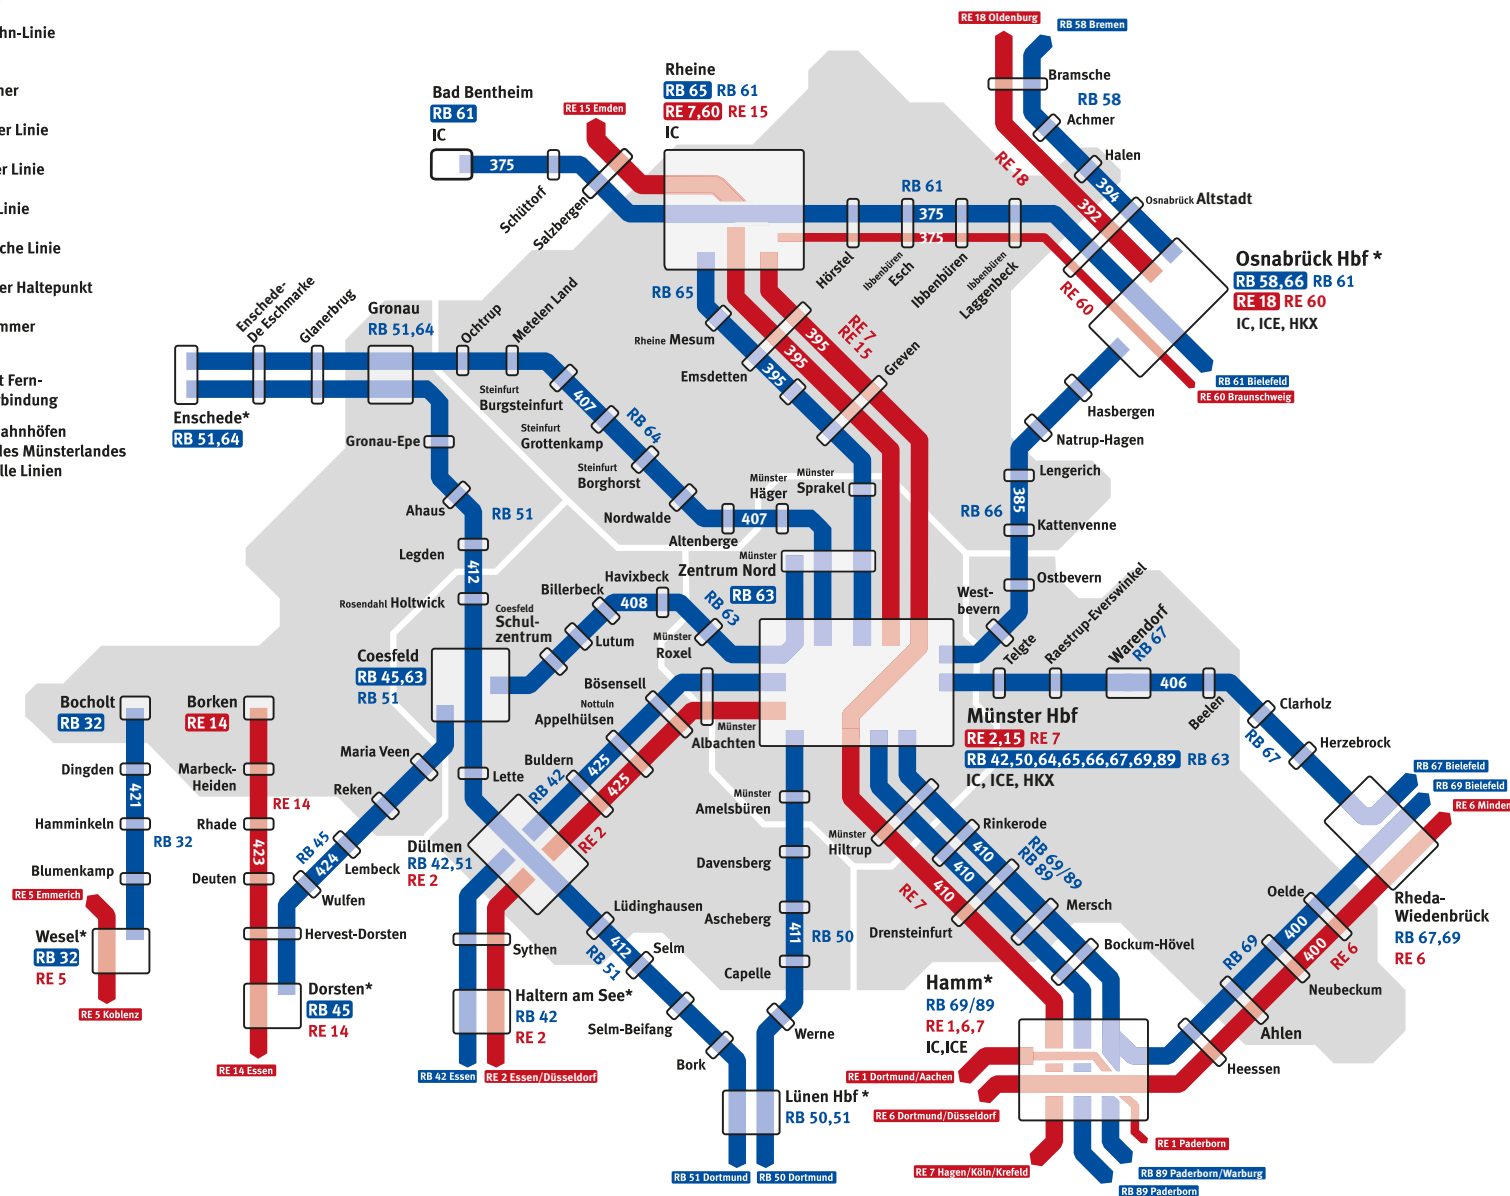 hn-Linie
ner
er Linie
er Linie
Linie
che Linie
er Haltepunkt
mmer
t Fern-
rbindung
ahnhöfen
des Münsterlandes
lle Linien
RE 18 Oldenburg
RB 58 Bremen
Bramsche
RB 58
Achmer
Halen
394
RE 18
392
Osnabrück Altstadt
Osnabrück Hbf *
RB 58,66 RB 61
RE 18 RE 60
IC, ICE, HKX
RE 60
RB 61 Bielefeld
RE 60 Braunschweig
Bad Bentheim
RB 61
IC
375
Schüttorf
Salzbergen
RE 15 Emden
Rheine
RB 65 RB 61
RE 7,60 RE 15
IC
RB 61
375
375
Hörstel
Ibbenbüren
Esch
Ibbenbüren
Ibbenbüren
Laggenbeck
RB 65
Rheine Mesum
Emsdetten
395
395
395
RE 7
RE 15
Greven
Münster
Sprakel
Enschede-
De Eschmarke
Glanerbrug
Gronau
RB 51,64
Enschede*
RB 51,64
Ochtrup
Metelen Land
Steinfurt
Burgsteinfurt
407
RB 64
Steinfurt
Grottenkamp
Steinfurt
Borghorst
Nordwalde
Altenberge
407
Münster
Häger
Münster
Zentrum Nord
RB 63
Gronau-Epe
Ahaus
RB 51
Legden
412
Rosendahl Holtwick
Coesfeld
Schul-
zentrum
Billerbeck
Havixbeck
408
RB 63
Lutum
Münster
Roxel
Coesfeld
RB 45,63
RB 51
Hasbergen
Natrup-Hagen
Lengerich
385
RB 66
Kattenvenne
Ostbevern
West-
bevern
Telgte
Raestrup-Everswinkel
Warendorf
RB 67
406
Beelen
Clarholz
RB 67
Herzebrock
RB 67 Bielefeld
RB 69 Bielefeld
RE 6 Minden
Rheda-
Wiedenbrück
RB 67,69
RE 6
Münster Hbf
RE 2,15 RE 7
RB 42,50,64,65,66,67,69,89 RB 63
IC, ICE, HKX
Bösensell
Nottuln
Appelhülsen
Münster
Albachten
Buldern
425
425
RB 42
RE 2
Dülmen
RB 42,51
RE 2
Lette
Bocholt
RB 32
Dingden
421
Hamminkeln
RB 32
Blumenkamp
RE 5 Emmerich
Wesel*
RB 32
RE 5
RE 5 Koblenz
Borken
RE 14
Marbeck-
Heiden
RE 14
Rhade
423
Deuten
Hervest-Dorsten
Dorsten*
RB 45
RE 14
RE 14 Essen
Maria Veen
Reken
RB 45
424
Lembeck
Wulfen
Sythen
Haltern am See*
RB 42
RE 2
RB 42 Essen
RE 2 Essen/Düsseldorf
Lüdinghausen
412
RB 51
Selm
Selm-Beifang
Bork
Münster
Amelsbüren
Davensberg
Ascheberg
411
RB 50
Capelle
Werne
Lünen Hbf *
RB 50,51
RB 51 Dortmund
RB 50 Dortmund
Münster
Hiltrup
Rinkerode
410
410
410
RB 69/89
RB 89
RE 7
Mersch
Drensteinfurt
Bockum-Hövel
Hamm*
RB 69/89
RE 1,6,7
IC,ICE
RE 1 Dortmund/Aachen
RE 6 Dortmund/Düsseldorf
RE 7 Hagen/Köln/Krefeld
RE 1 Paderborn
RB 89 Paderborn/Warburg
RB 89 Paderborn
Oelde
400
400
RB 69
RE 6
Neubeckum
Ahlen
Heessen